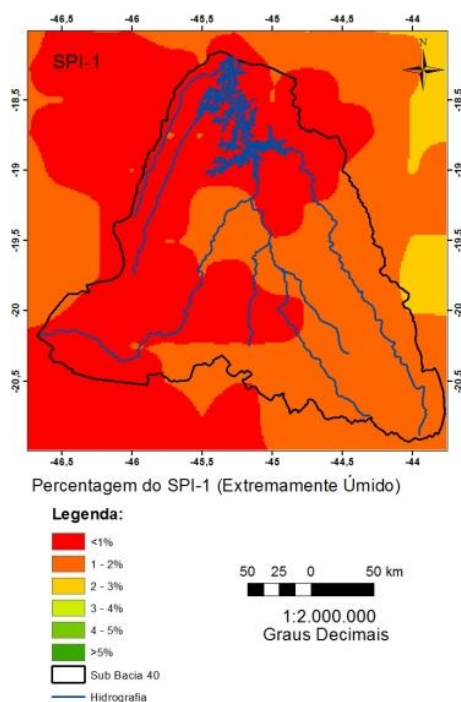 -46,5 -46 -45,5 -45 -44,5 -44
SPI-1
N
-18,5 -18,5
-19 -19
-19,5 -19,5
-20 -20
-20,5 -20,5
-46,5 -46 -45,5 -45 -44,5 -44
Percentagem do SPI-1 (Extremamente Úmido)
Legenda:
<1%
1 - 2%
2 - 3%
3 - 4%
4 - 5%
>5%
Sub Bacia 40
Hidrografia
50 25 0 50 km
1:2.000.000
Graus Decimais